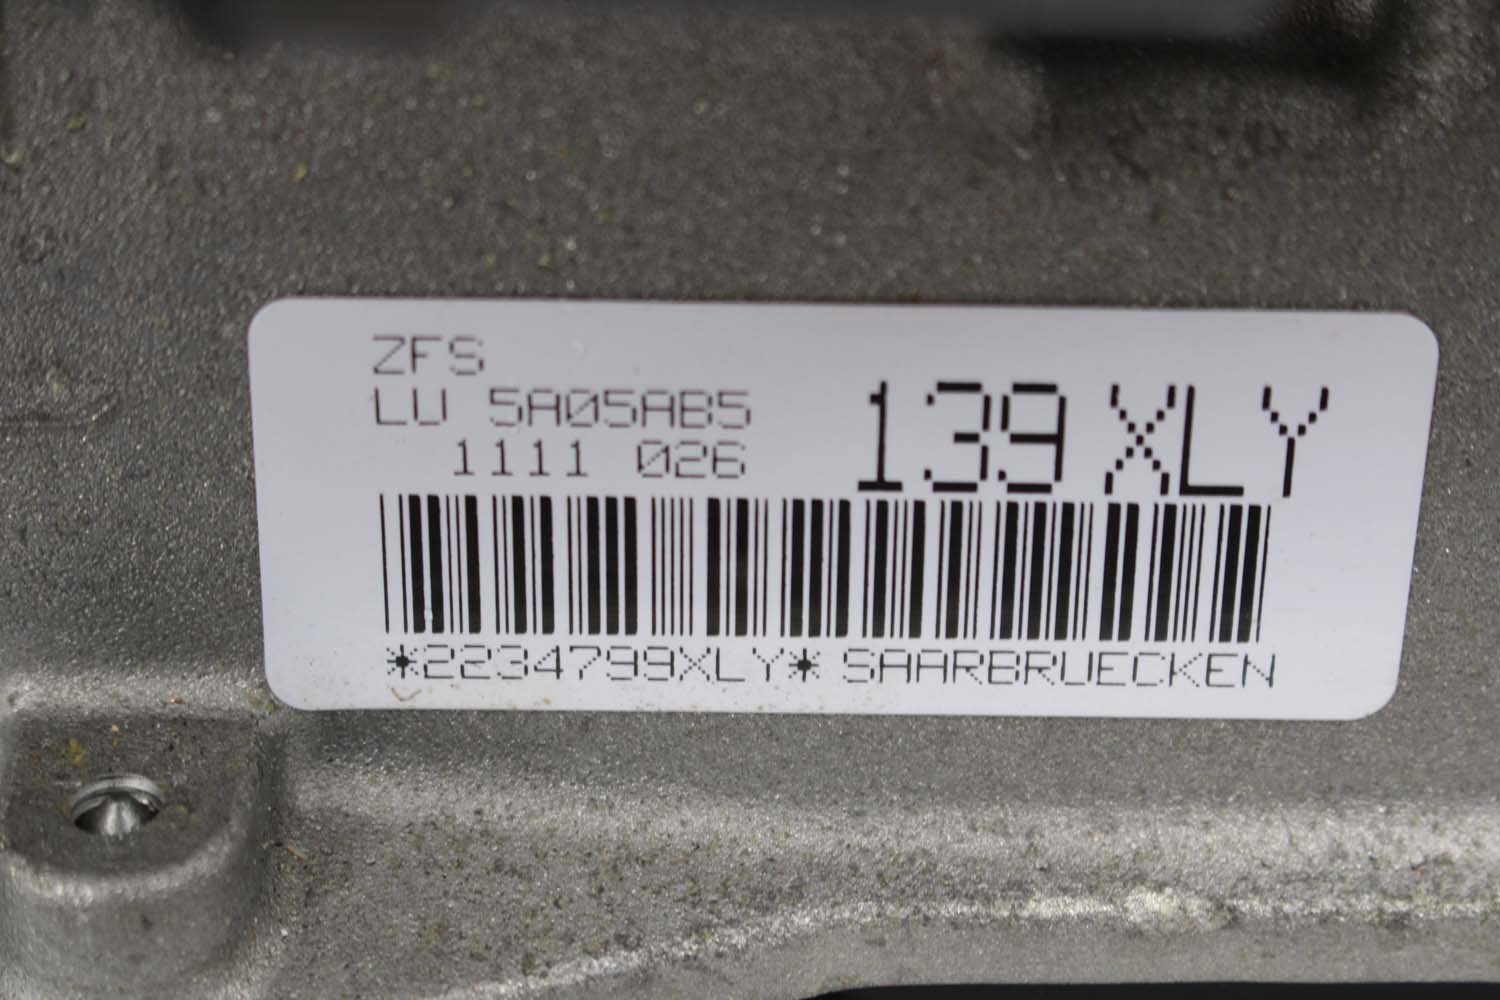 ZFS
LU 5A05AB5
1111 026
139 XLY
*2234799XLY* SAARBRUECKEN